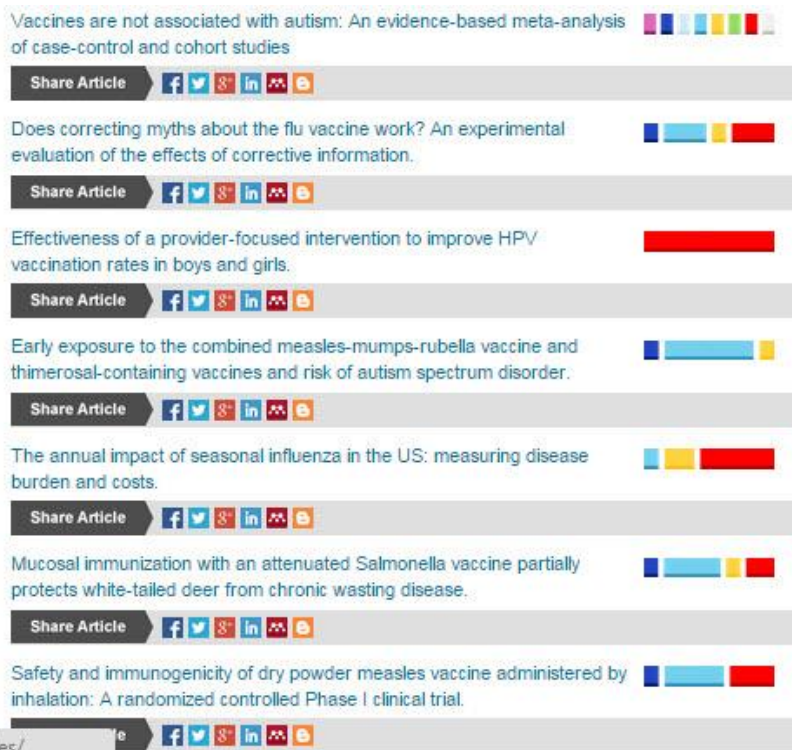 Vaccines are not associated with autism: An evidence-based meta-analysis
of case-control and cohort studies
Share Article
Does correcting myths about the flu vaccine work? An experimental
evaluation of the effects of corrective information.
Share Article
Effectiveness of a provider-focused intervention to improve HPV
vaccination rates in boys and girls.
Share Article
Early exposure to the combined measles-mumps-rubella vaccine and
thimerosal-containing vaccines and risk of autism spectrum disorder.
Share Article
The annual impact of seasonal influenza in the US: measuring disease
burden and costs.
Share Article
Mucosal immunization with an attenuated Salmonella vaccine partially
protects white-tailed deer from chronic wasting disease.
Share Article
Safety and immunogenicity of dry powder measles vaccine administered by
inhalation: A randomized controlled Phase I clinical trial.